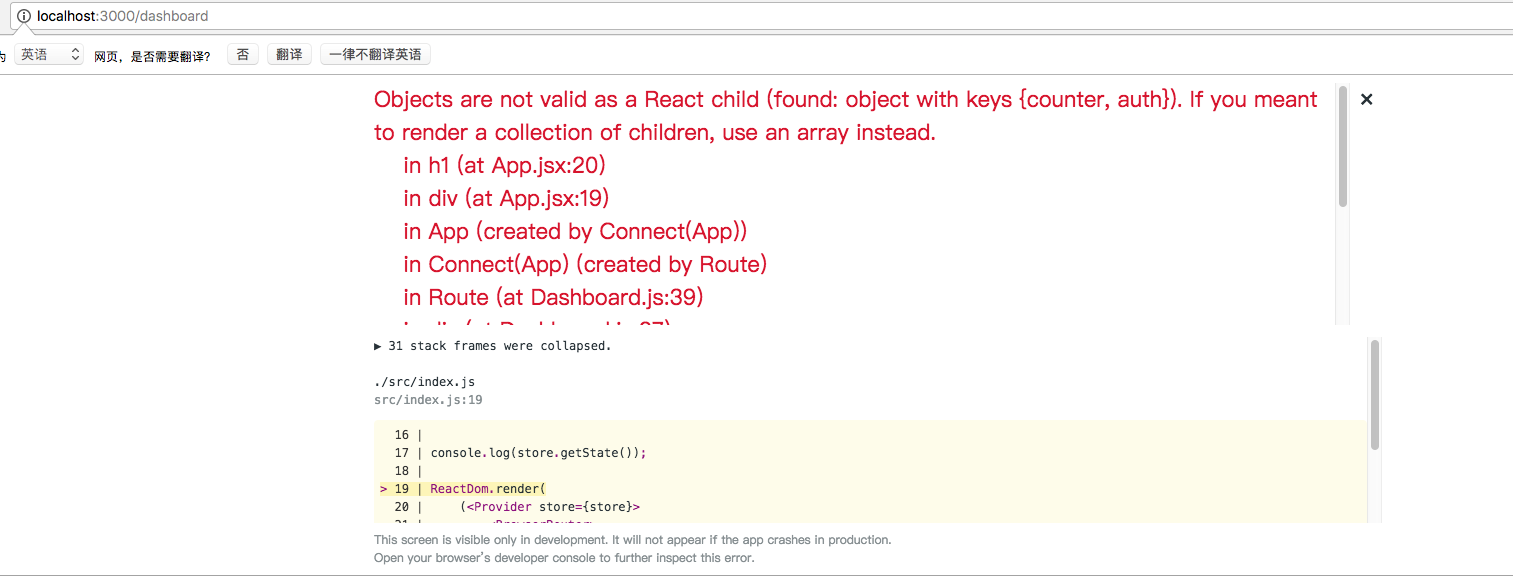 localhost:3000/dashboard
英语 网页，是否需要翻译? 否 翻译 一律不翻译英语
Objects are not valid as a React child (found: object with keys {counter, auth}). If you meant
to render a collection of children, use an array instead.
in h1 (at App.jsx:20)
in div (at App.jsx:19)
in App (created by Connect(App))
in Connect(App) (created by Route)
in Route (at Dashboard.js:39)
▶ 31 stack frames were collapsed.
./src/index.js
src/index.js:19
16 |
17 | console.log(store.getState());
18 |
> 19 | ReactDom.render(
20 | (<Provider store={store}>
This screen is visible only in development. It will not appear if the app crashes in production.
Open your browser's developer console to further inspect this error.